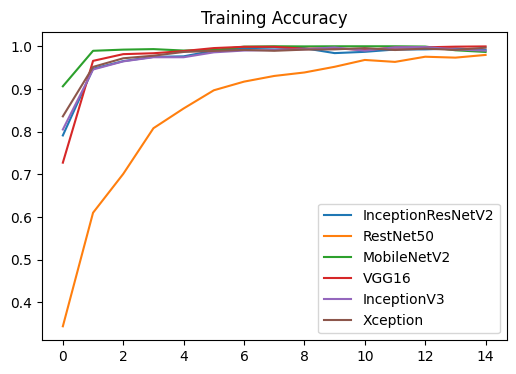 Training Accuracy
1.0
0.9
0.8
0.7
0.6
0.5
0.4
InceptionResNetV2
RestNet50
MobileNetV2
VGG16
InceptionV3
Xception
0 2 4 6 8 10 12 14